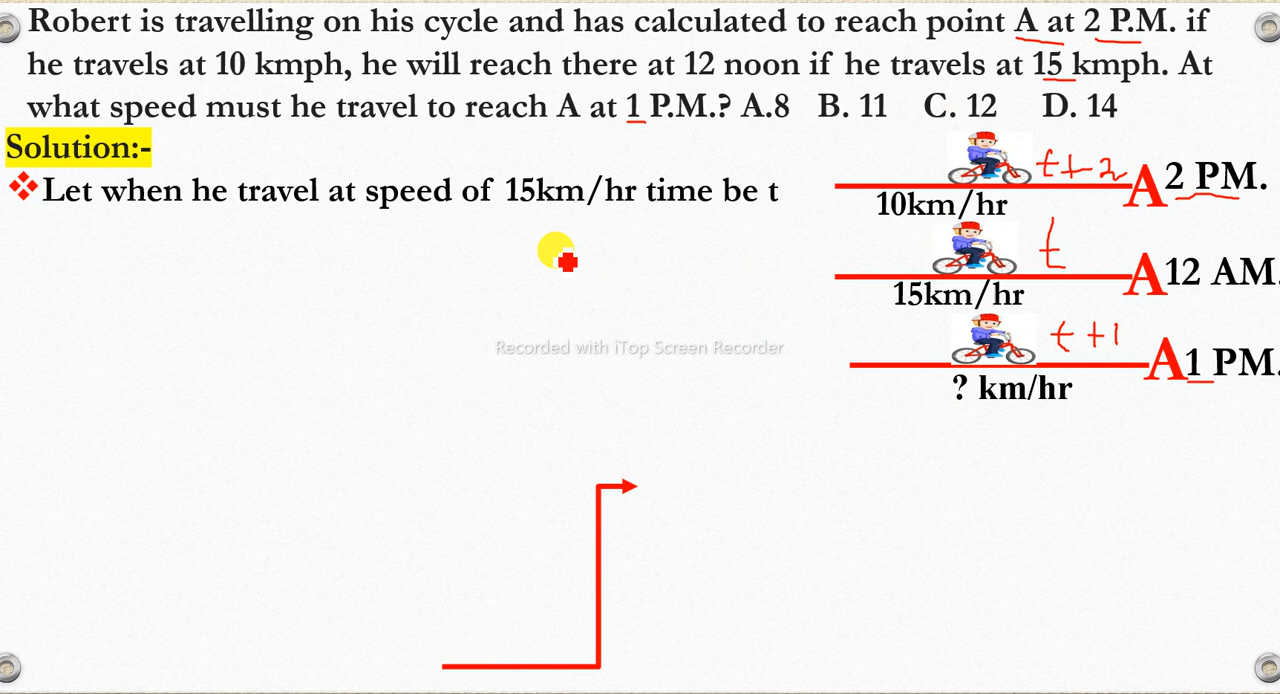 Robert is travelling on his cycle and has calculated to reach point A at 2 P.M. if
he travels at 10 kmph, he will reach there at 12 noon if he travels at 15 kmph. At
what speed must he travel to reach A at 1 P.M.? A.8 B. 11 C. 12 D. 14
Solution:-
Let when he travel at speed of 15km/hr time be t
t+2
A 2 PM.
10km/hr
t
A 12 AM.
15km/hr
Recorded with iTop Screen Recorder
t+1
A 1 PM.
? km/hr